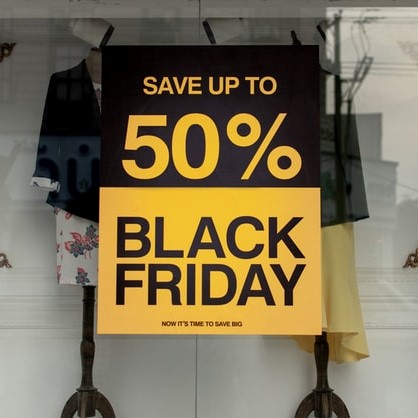 SAVE UP TO
50%
BLACK
FRIDAY
NOW IT'S TIME TO SAVE BIG